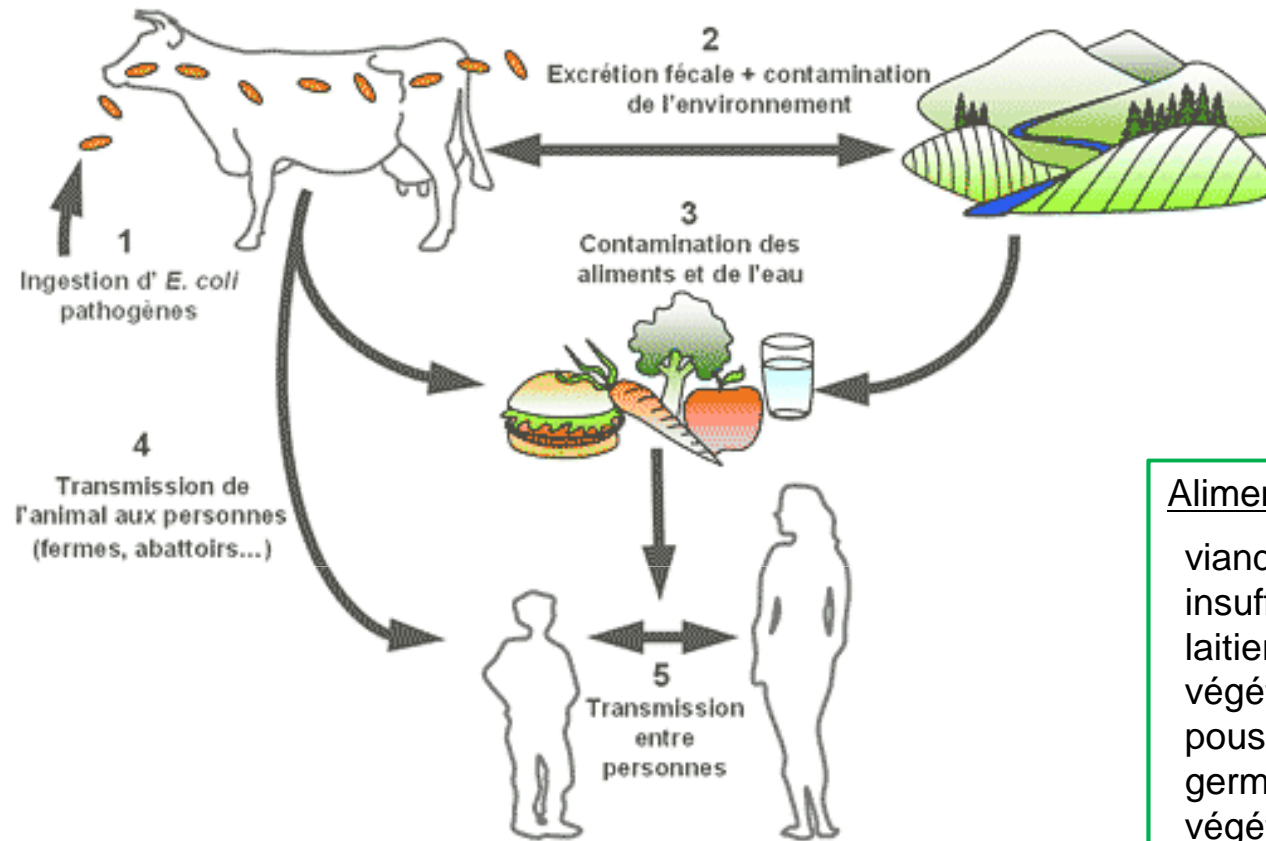 2
Excrétion fécale + contamination
de l'environnement
1
Ingestion d' E. coli
pathogènes
3
Contamination des
aliments et de l'eau
4
Transmission de
l'animal aux personnes
(fermes, abattoirs...)
5
Transmission
entre
personnes